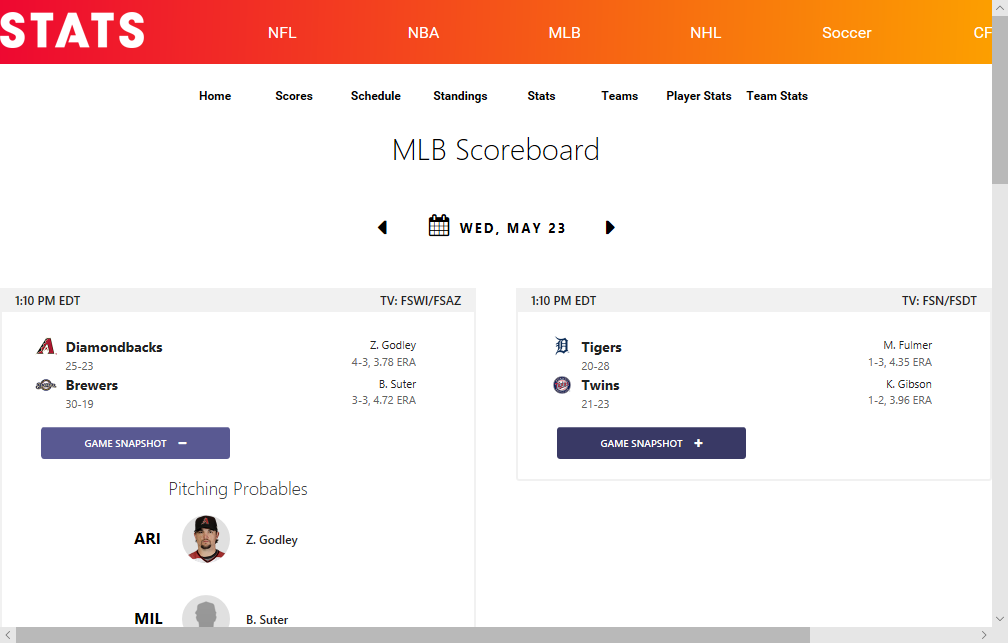 STATS NFL NBA MLB NHL Soccer CF
Home Scores Schedule Standings Stats Teams Player Stats Team Stats
MLB Scoreboard
WED, MAY 23
1:10 PM EDT TV: FSWI/FSAZ
Diamondbacks Z. Godley
25-23 4-3, 3.78 ERA
Brewers B. Suter
30-19 3-3, 4.72 ERA
GAME SNAPSHOT −
Pitching Probables
ARI Z. Godley
MIL B. Suter
1:10 PM EDT TV: FSN/FSDT
Tigers M. Fulmer
20-28 1-3, 4.35 ERA
Twins K. Gibson
21-23 1-2, 3.96 ERA
GAME SNAPSHOT +